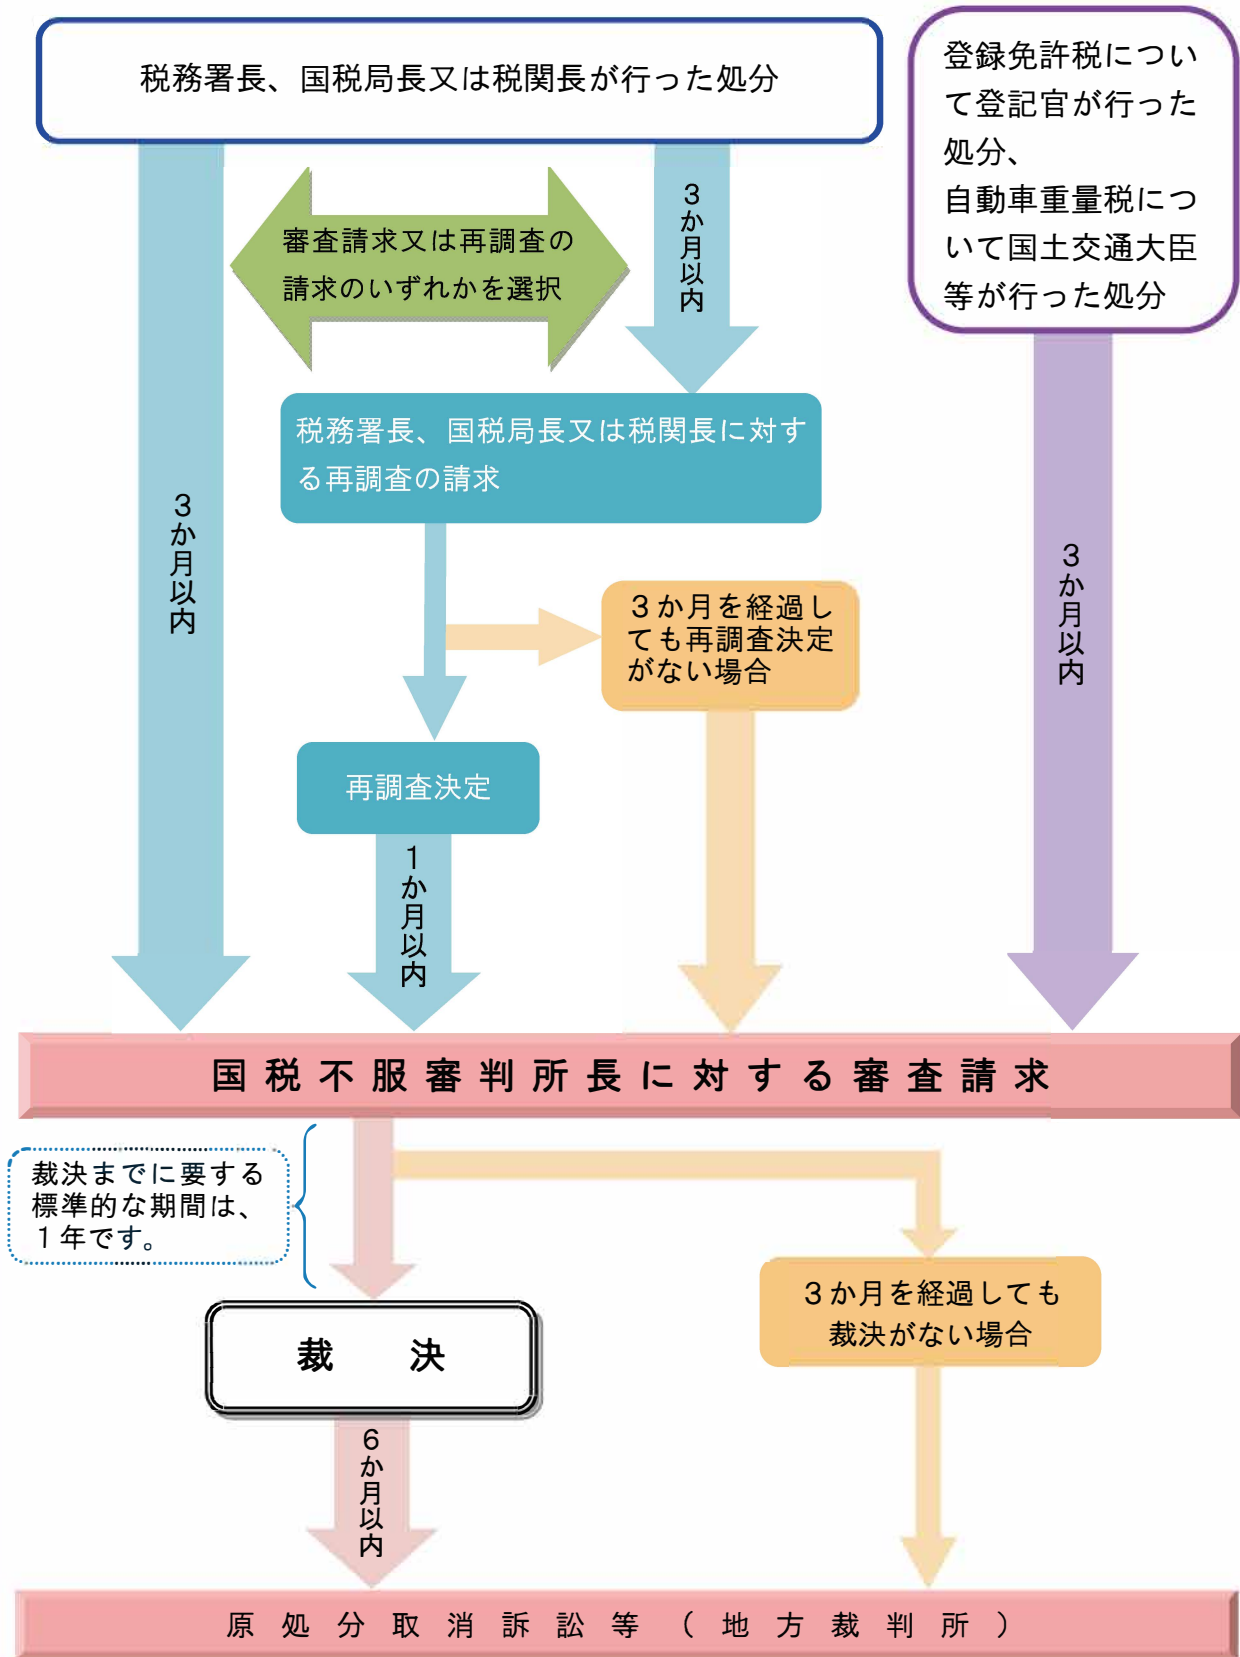 税務署長、国税局長又は税関長が行った処分
登録免許税につい
て登記官が行った
処分、
自動車重量税につ
いて国土交通大臣
等が行った処分
審査請求又は再調査の
請求のいずれかを選択
3か月以内
税務署長、国税局長又は税関長に対す
る再調査の請求
3か月以内
3か月を経過し
ても再調査決定
がない場合
3か月以内
再調査決定
1か月以内
国税不服審判所長に対する審査請求
裁決までに要する
標準的な期間は、
1年です。
3か月を経過しても
裁決がない場合
裁　決
6か月以内
原処分取消訴訟等（地方裁判所）